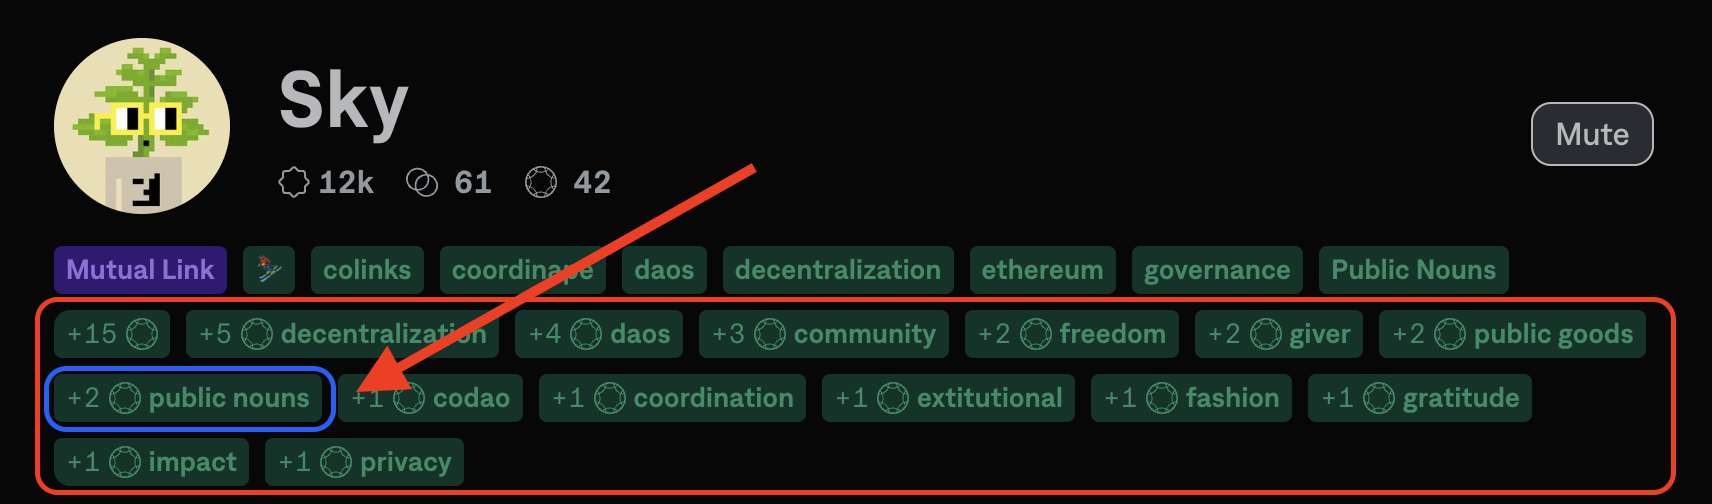 Sky
Mute
12k 61 42
Mutual Link colinks coordinape daos decentralization ethereum governance Public Nouns
+15 +5 decentralization +4 daos +3 community +2 freedom +2 giver +2 public goods
+2 public nouns +1 codao +1 coordination +1 extitutional +1 fashion +1 gratitude
+1 impact +1 privacy